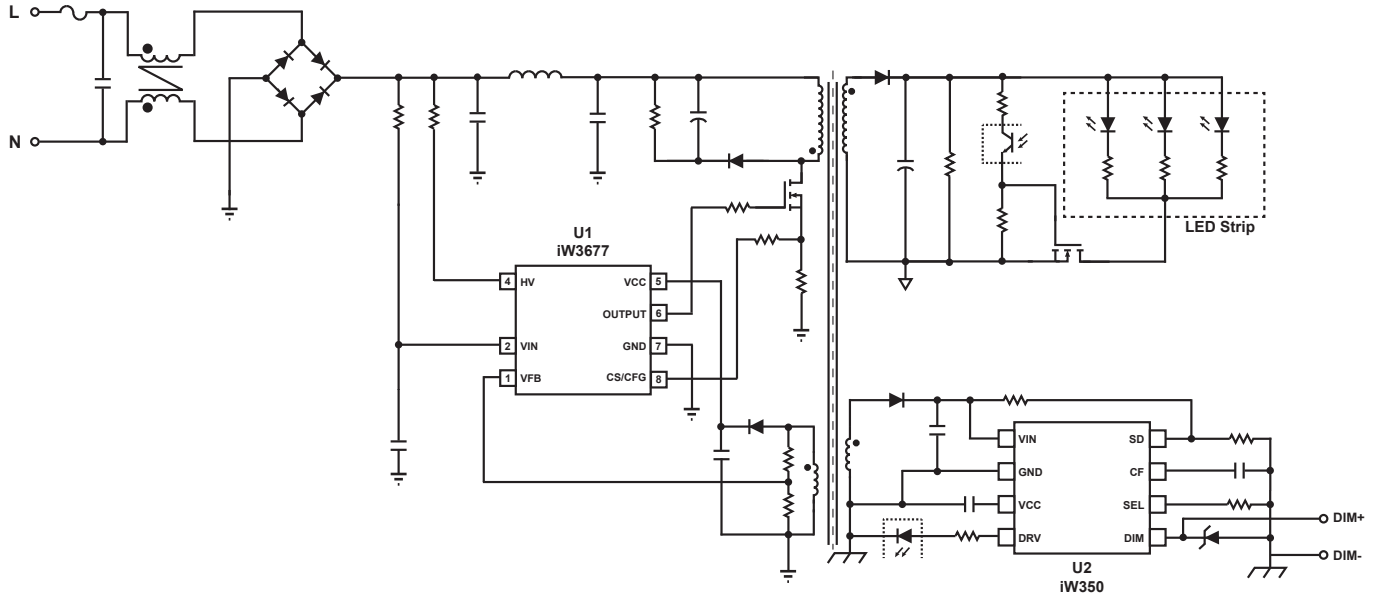 L
N
U1
iW3677
4 HV
VCC 5
OUTPUT 6
2 VIN
GND 7
1 VFB
CS/CFG 8
LED Strip
VIN
SD
GND
CF
VCC
SEL
DRV
DIM
DIM+
DIM-
U2
iW350